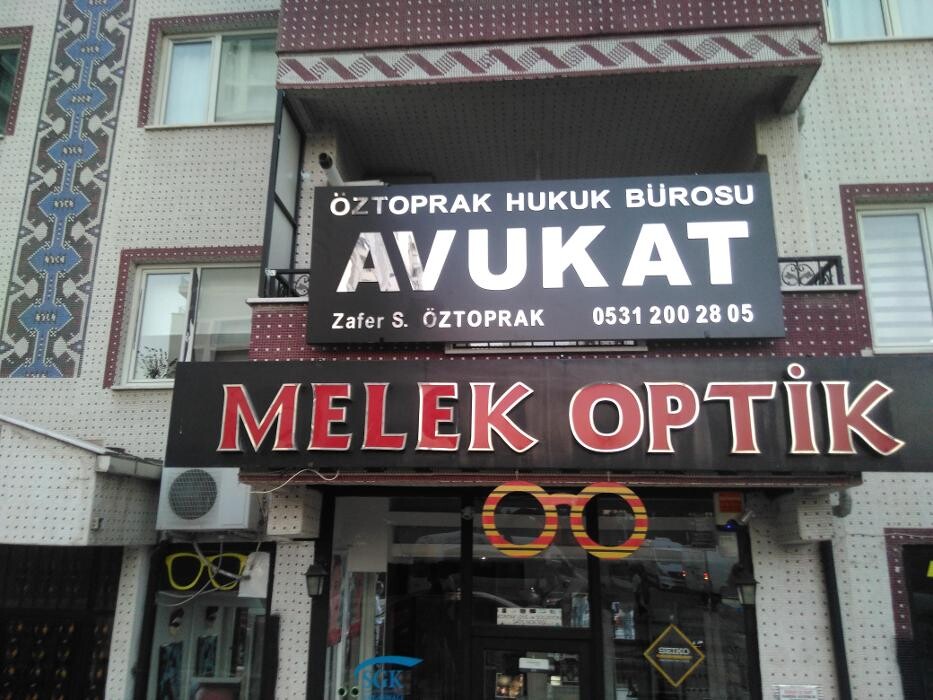 ÖZTOPRAK HUKUK BÜROSU
AVUKAT
Zafer S. ÖZTOPRAK 0531 200 28 05
MELEK OPTİK
SEIKO
SGK